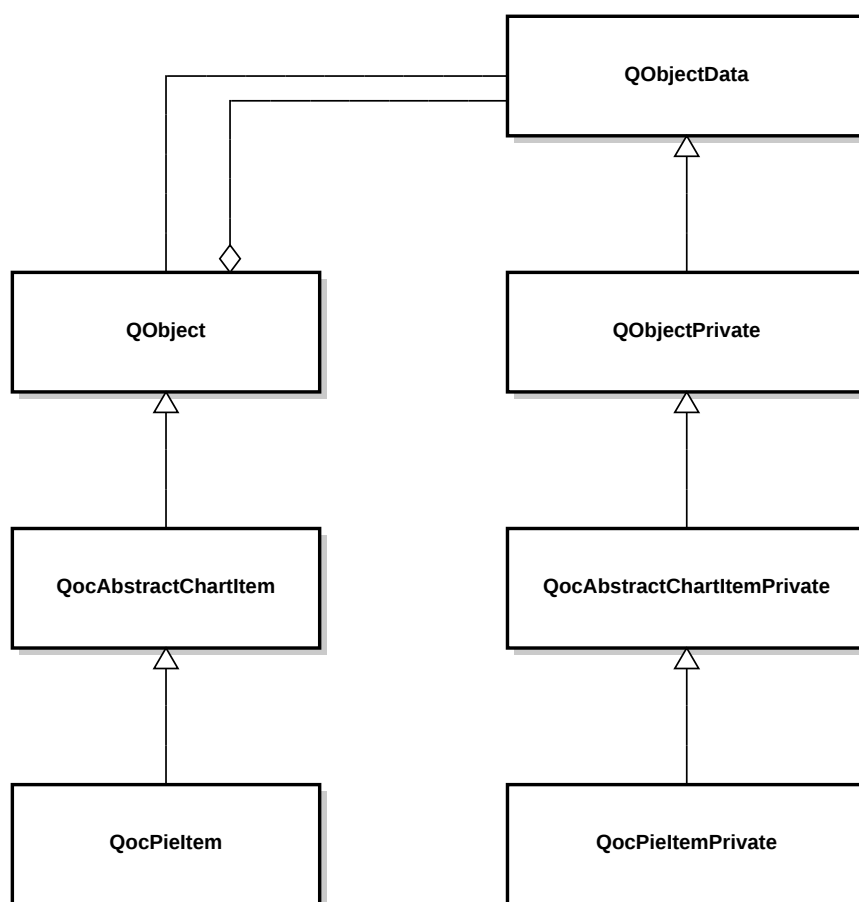 QObjectData
QObject
QObjectPrivate
QocAbstractChartItem
QocAbstractChartItemPrivate
QocPieItem
QocPieItemPrivate